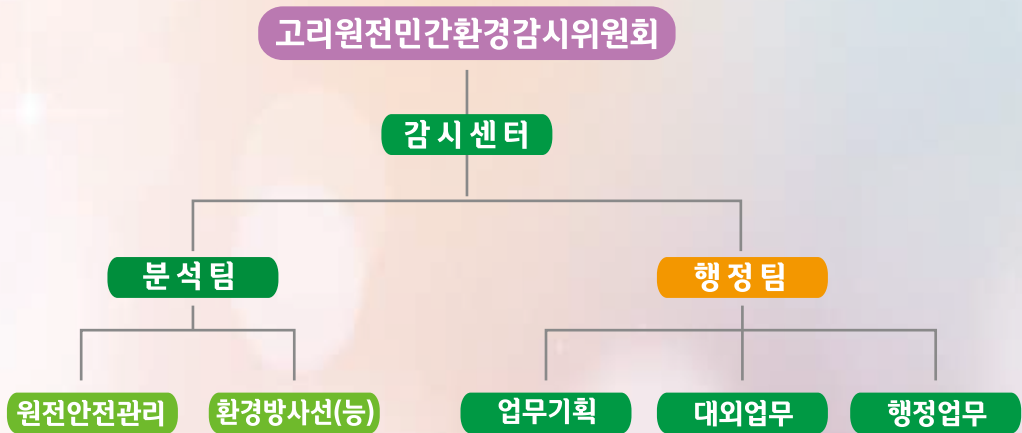 고리원전민간환경감시위원회
감시센터
분석팀
행정팀
원전안전관리
환경방사선(능)
업무기획
대외업무
행정업무